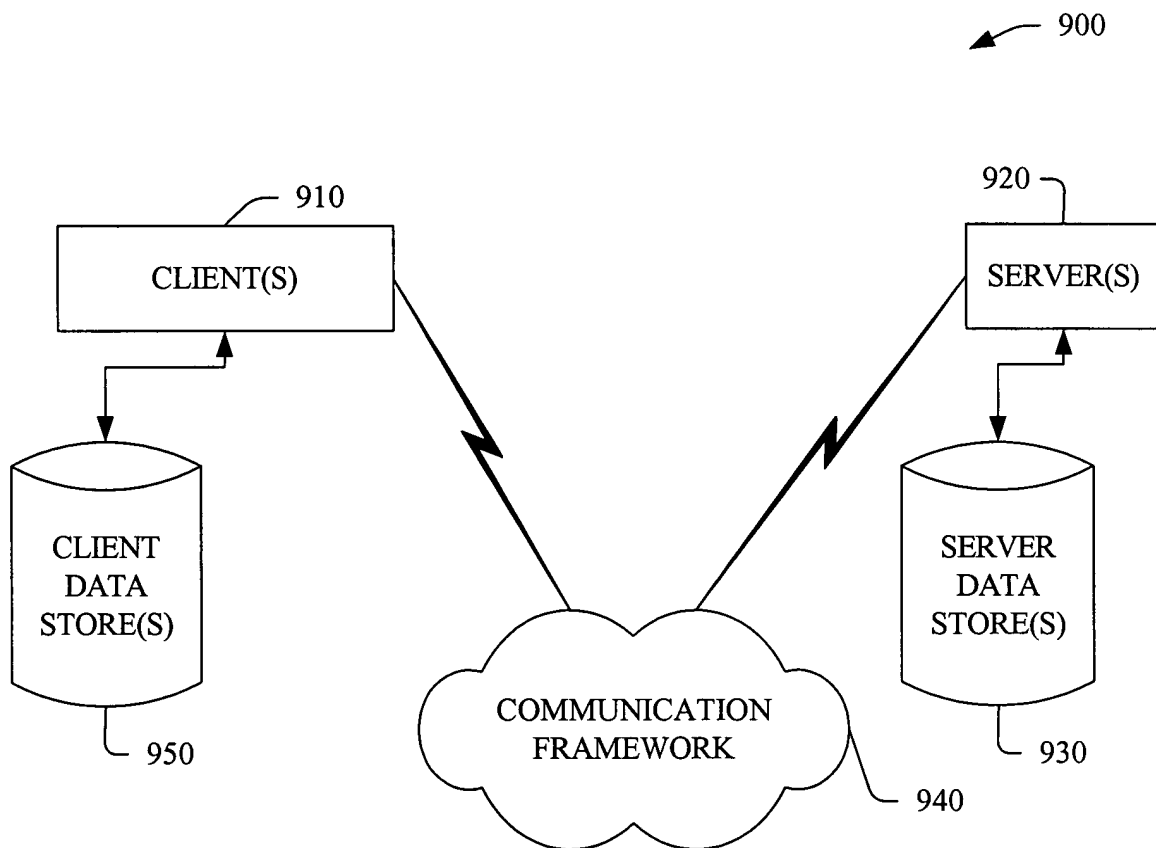 900
910
920
CLIENT(S)
SERVER(S)
CLIENT
DATA
STORE(S)
SERVER
DATA
STORE(S)
COMMUNICATION
FRAMEWORK
950
930
940